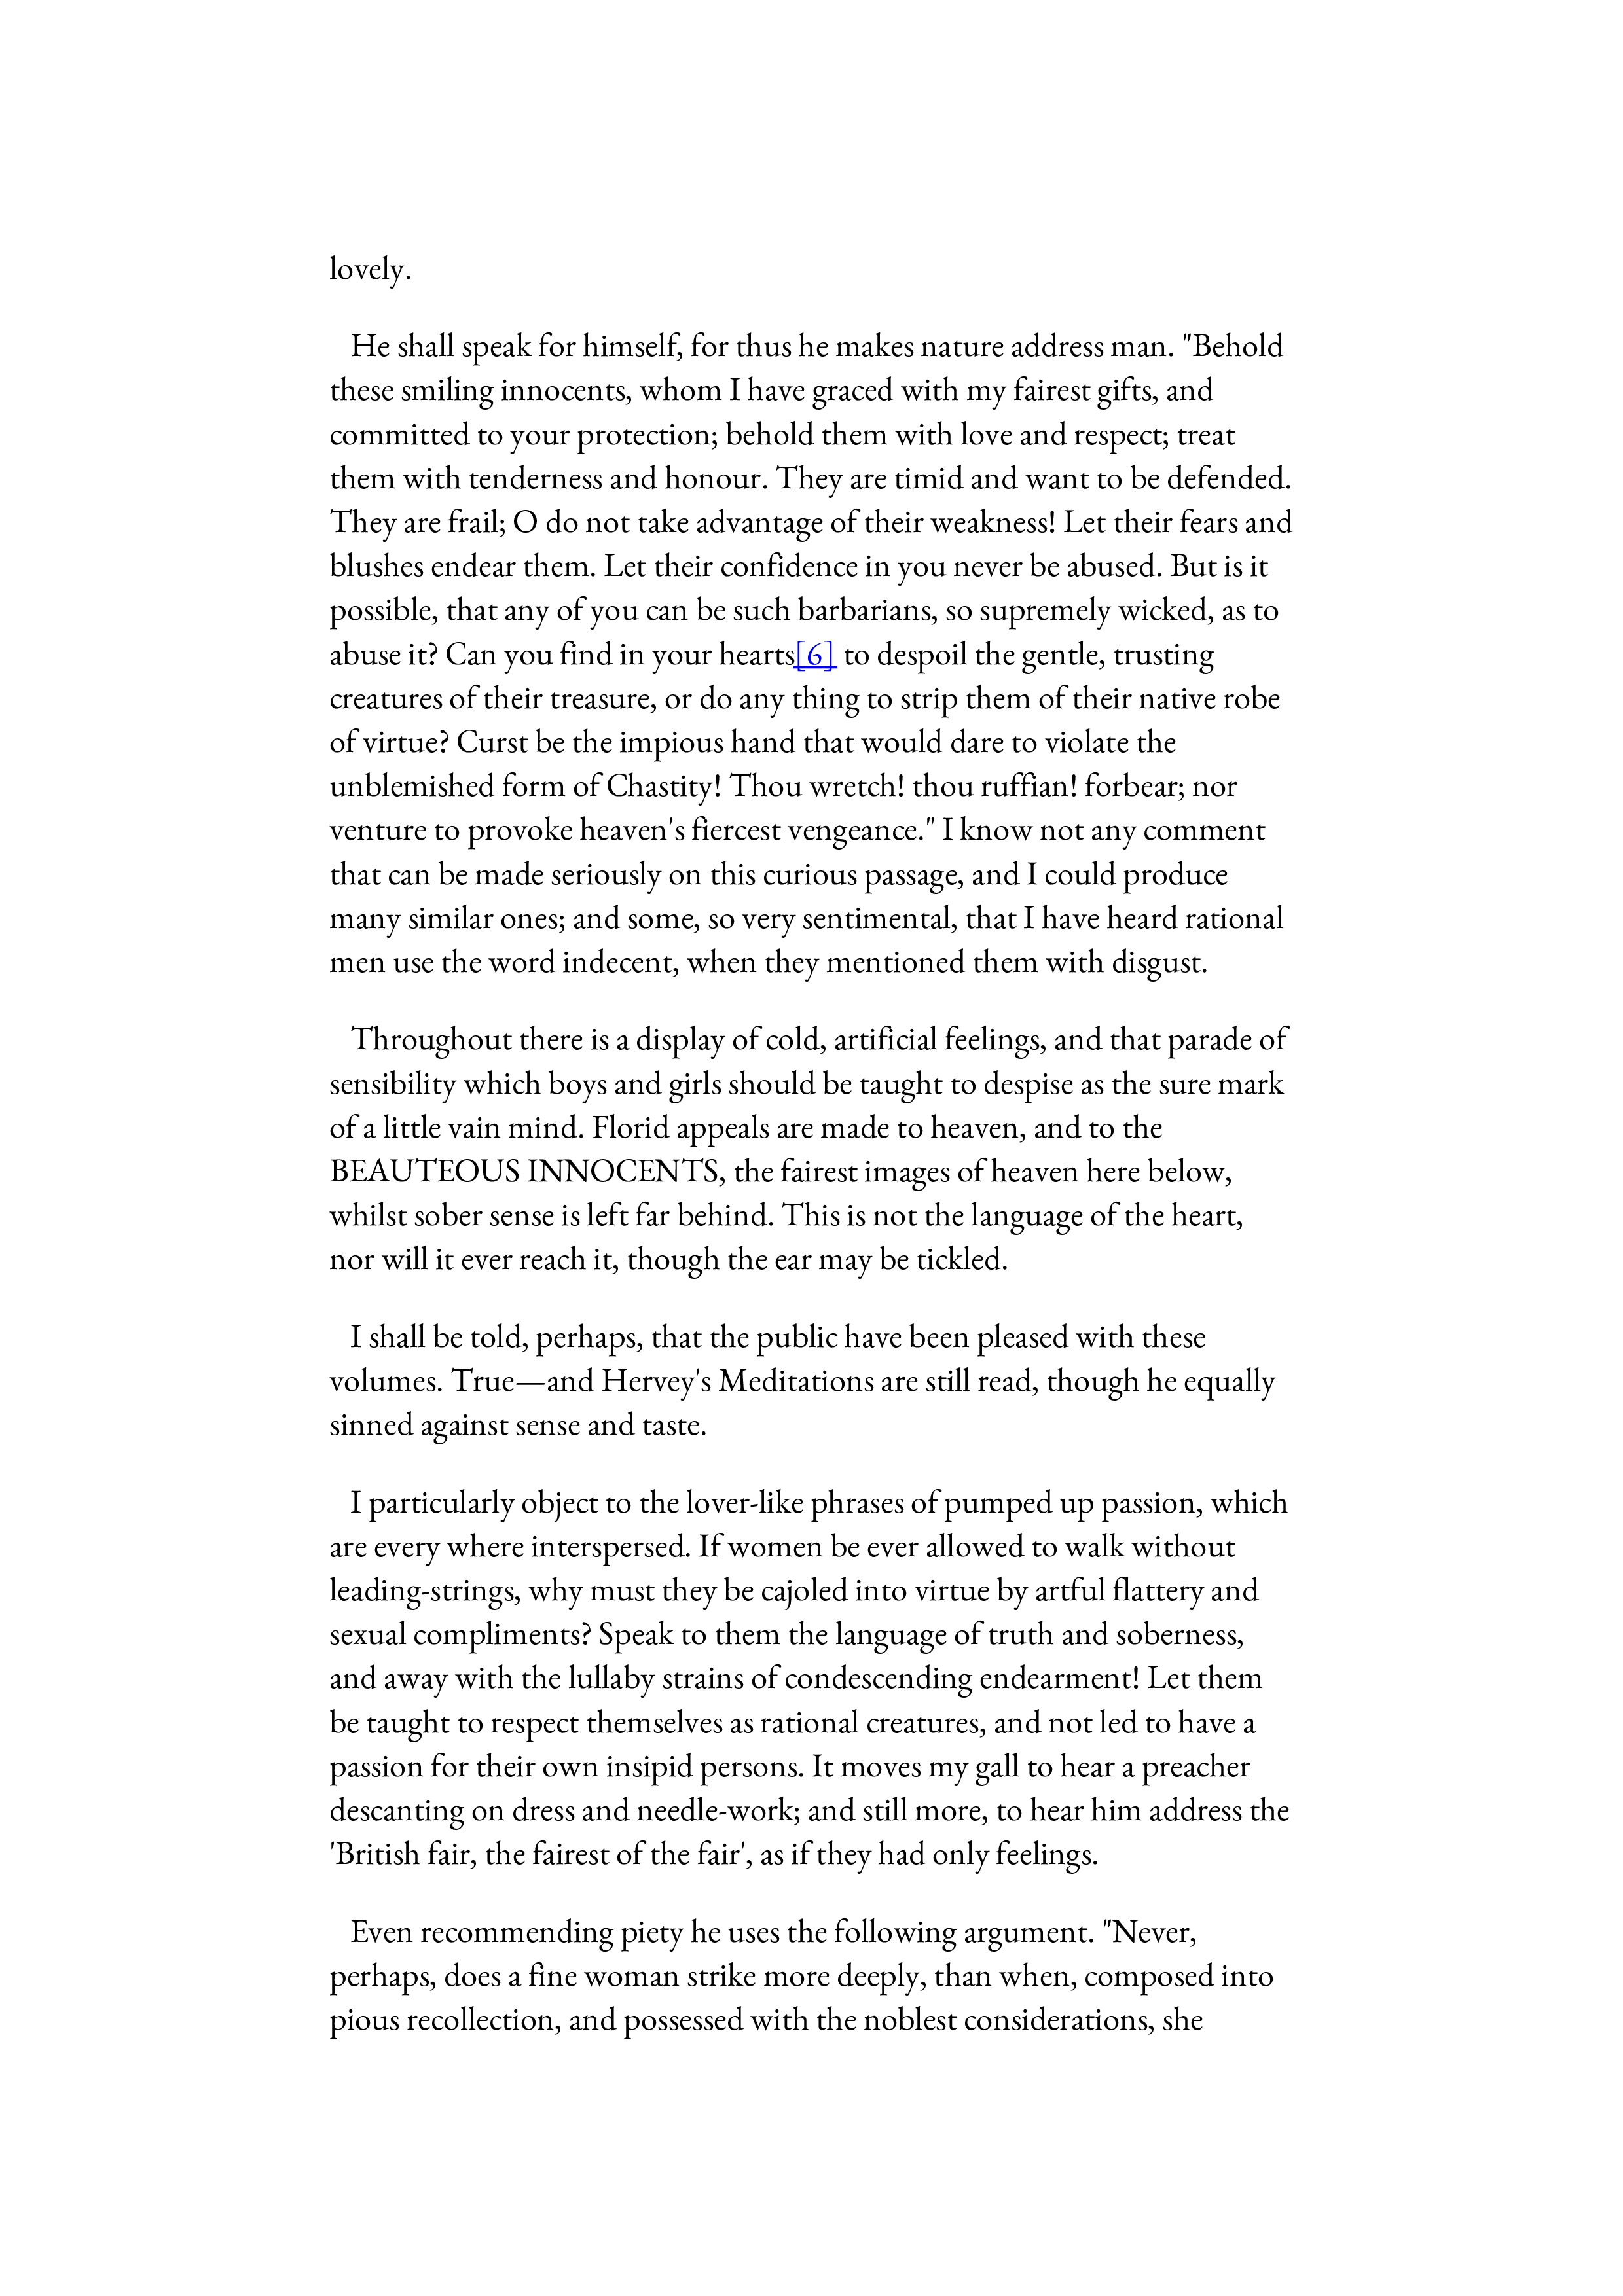 lovely.
He shall speak for himself, for thus he makes nature address man. "Behold
these smiling innocents, whom I have graced with my fairest gifts, and
committed to your protection; behold them with love and respect; treat
them with tenderness and honour. They are timid and want to be defended.
They are frail; O do not take advantage of their weakness! Let their fears and
blushes endear them. Let their confidence in you never be abused. But is it
possible, that any of you can be such barbarians, so supremely wicked, as to
abuse it? Can you find in your hearts[6] to despoil the gentle, trusting
creatures of their treasure, or do any thing to strip them of their native robe
of virtue? Curst be the impious hand that would dare to violate the
unblemished form of Chastity! Thou wretch! thou ruffian! forbear; nor
venture to provoke heaven's fiercest vengeance." I know not any comment
that can be made seriously on this curious passage, and I could produce
many similar ones; and some, so very sentimental, that I have heard rational
men use the word indecent, when they mentioned them with disgust.
Throughout there is a display of cold, artificial feelings, and that parade of
sensibility which boys and girls should be taught to despise as the sure mark
of a little vain mind. Florid appeals are made to heaven, and to the
BEAUTEOUS INNOCENTS, the fairest images of heaven here below,
whilst sober sense is left far behind. This is not the language of the heart,
nor will it ever reach it, though the ear may be tickled.
I shall be told, perhaps, that the public have been pleased with these
volumes. True—and Hervey's Meditations are still read, though he equally
sinned against sense and taste.
I particularly object to the lover-like phrases of pumped up passion, which
are every where interspersed. If women be ever allowed to walk without
leading-strings, why must they be cajoled into virtue by artful flattery and
sexual compliments? Speak to them the language of truth and soberness,
and away with the lullaby strains of condescending endearment! Let them
be taught to respect themselves as rational creatures, and not led to have a
passion for their own insipid persons. It moves my gall to hear a preacher
descanting on dress and needle-work; and still more, to hear him address the
'British fair, the fairest of the fair', as if they had only feelings.
Even recommending piety he uses the following argument. "Never,
perhaps, does a fine woman strike more deeply, than when, composed into
pious recollection, and possessed with the noblest considerations, she